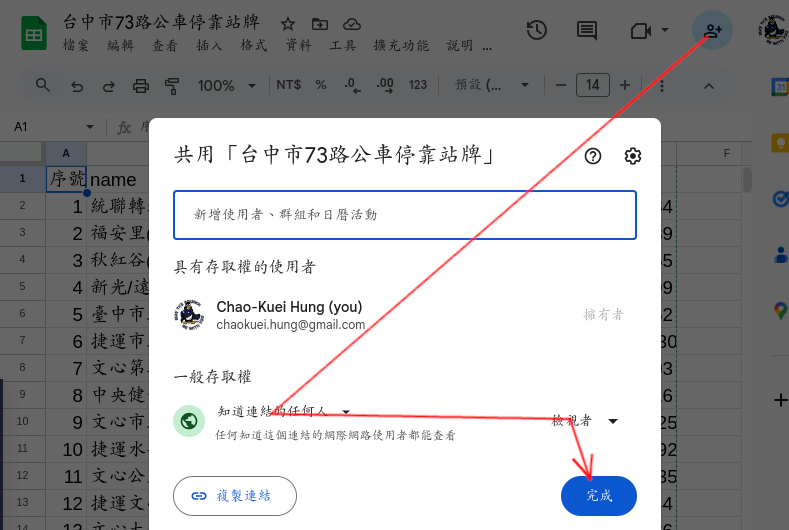 台中市73路公車停靠站牌
檔案 編輯 查看 插入 格式 資料 工具 擴充功能 說明 ...
100% NT$ % .0 .00 123 預設 (... 14
A1 fx
A F
共用「台中市73路公車停靠站牌」
新增使用者、群組和日曆活動
具有存取權的使用者
Chao-Kuei Hung (you)
chaokuei.hung@gmail.com
擁有者
一般存取權
知道連結的任何人
檢視者
任何知道這個連結的網際網路使用者都能查看
複製連結 完成
1 序號 name
2 1 統聯轉
3 2 福安里
4 3 秋紅谷(
5 4 新光/遠
6 5 臺中市
7 6 捷運市
8 7 文心第
9 8 中央健
10 9 文心市
11 10 捷運水
12 11 文心公
13 12 捷運文
14 13